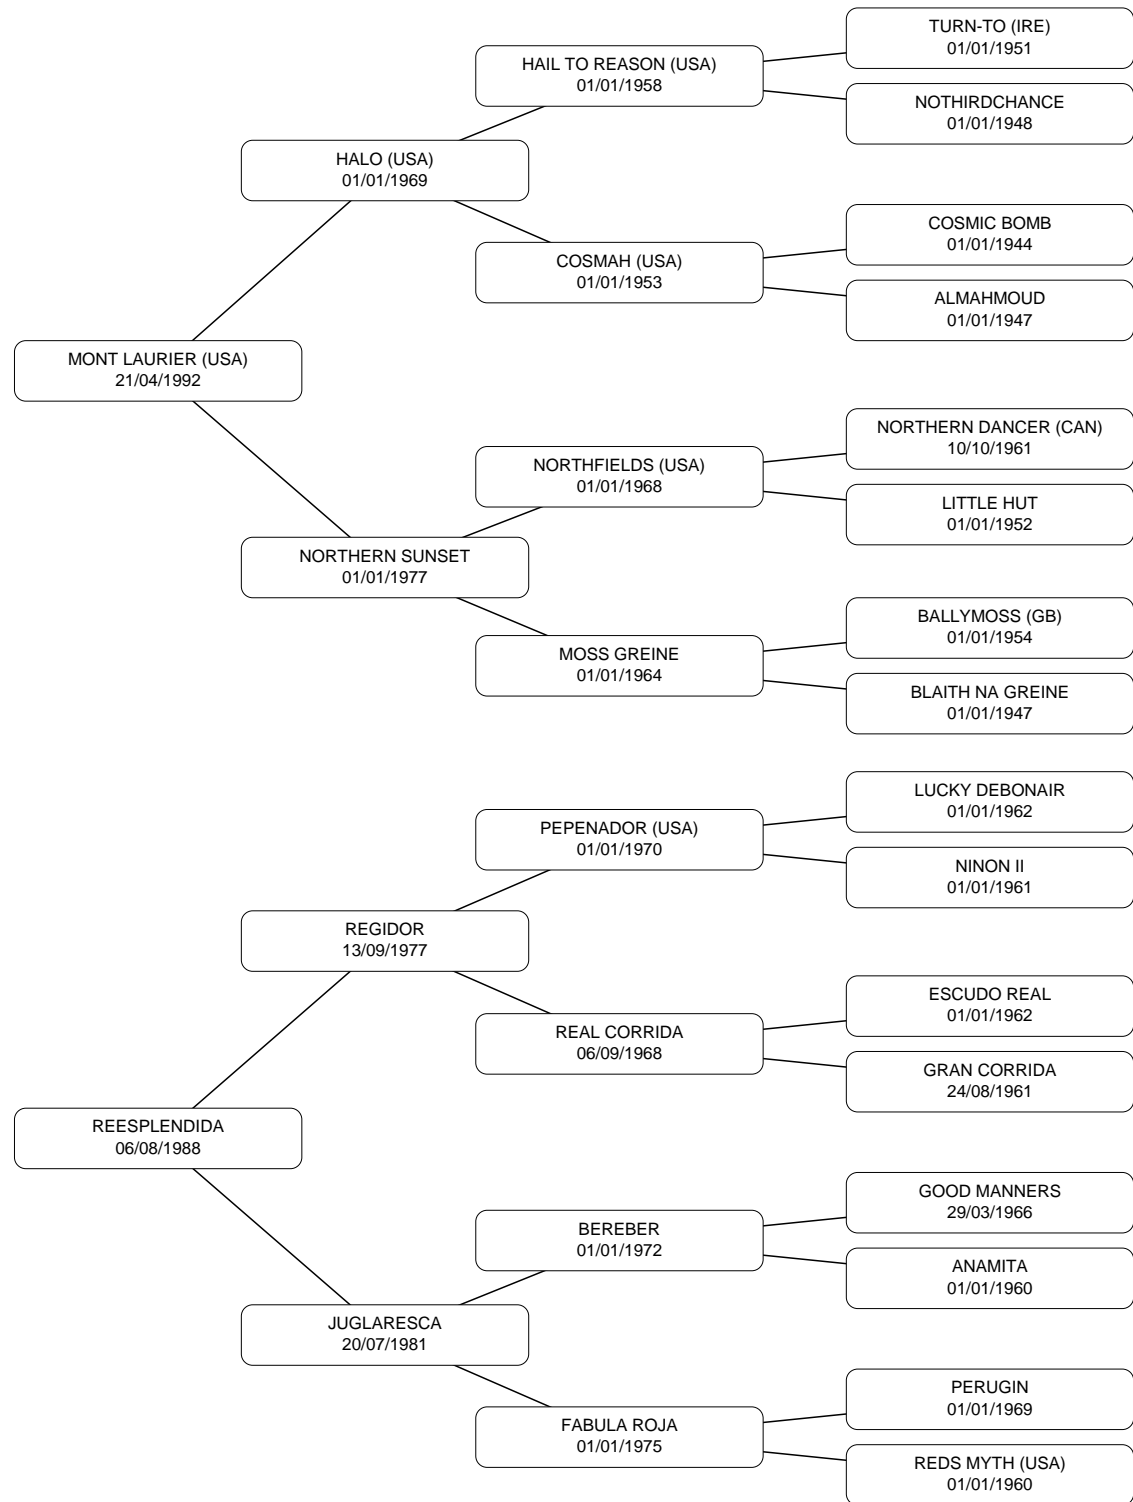 TURN-TO (IRE)
01/01/1951
HAIL TO REASON (USA)
01/01/1958
NOTHIRDCHANCE
01/01/1948
HALO (USA)
01/01/1969
COSMIC BOMB
01/01/1944
COSMAH (USA)
01/01/1953
ALMAHMOUD
01/01/1947
MONT LAURIER (USA)
21/04/1992
NORTHERN DANCER (CAN)
10/10/1961
NORTHFIELDS (USA)
01/01/1968
LITTLE HUT
01/01/1952
NORTHERN SUNSET
01/01/1977
BALLYMOSS (GB)
01/01/1954
MOSS GREINE
01/01/1964
BLAITH NA GREINE
01/01/1947
LUCKY DEBONAIR
01/01/1962
PEPENADOR (USA)
01/01/1970
NINON II
01/01/1961
REGIDOR
13/09/1977
ESCUDO REAL
01/01/1962
REAL CORRIDA
06/09/1968
GRAN CORRIDA
24/08/1961
REESPLENDIDA
06/08/1988
GOOD MANNERS
29/03/1966
BEREBER
01/01/1972
ANAMITA
01/01/1960
JUGLARESCA
20/07/1981
PERUGIN
01/01/1969
FABULA ROJA
01/01/1975
REDS MYTH (USA)
01/01/1960